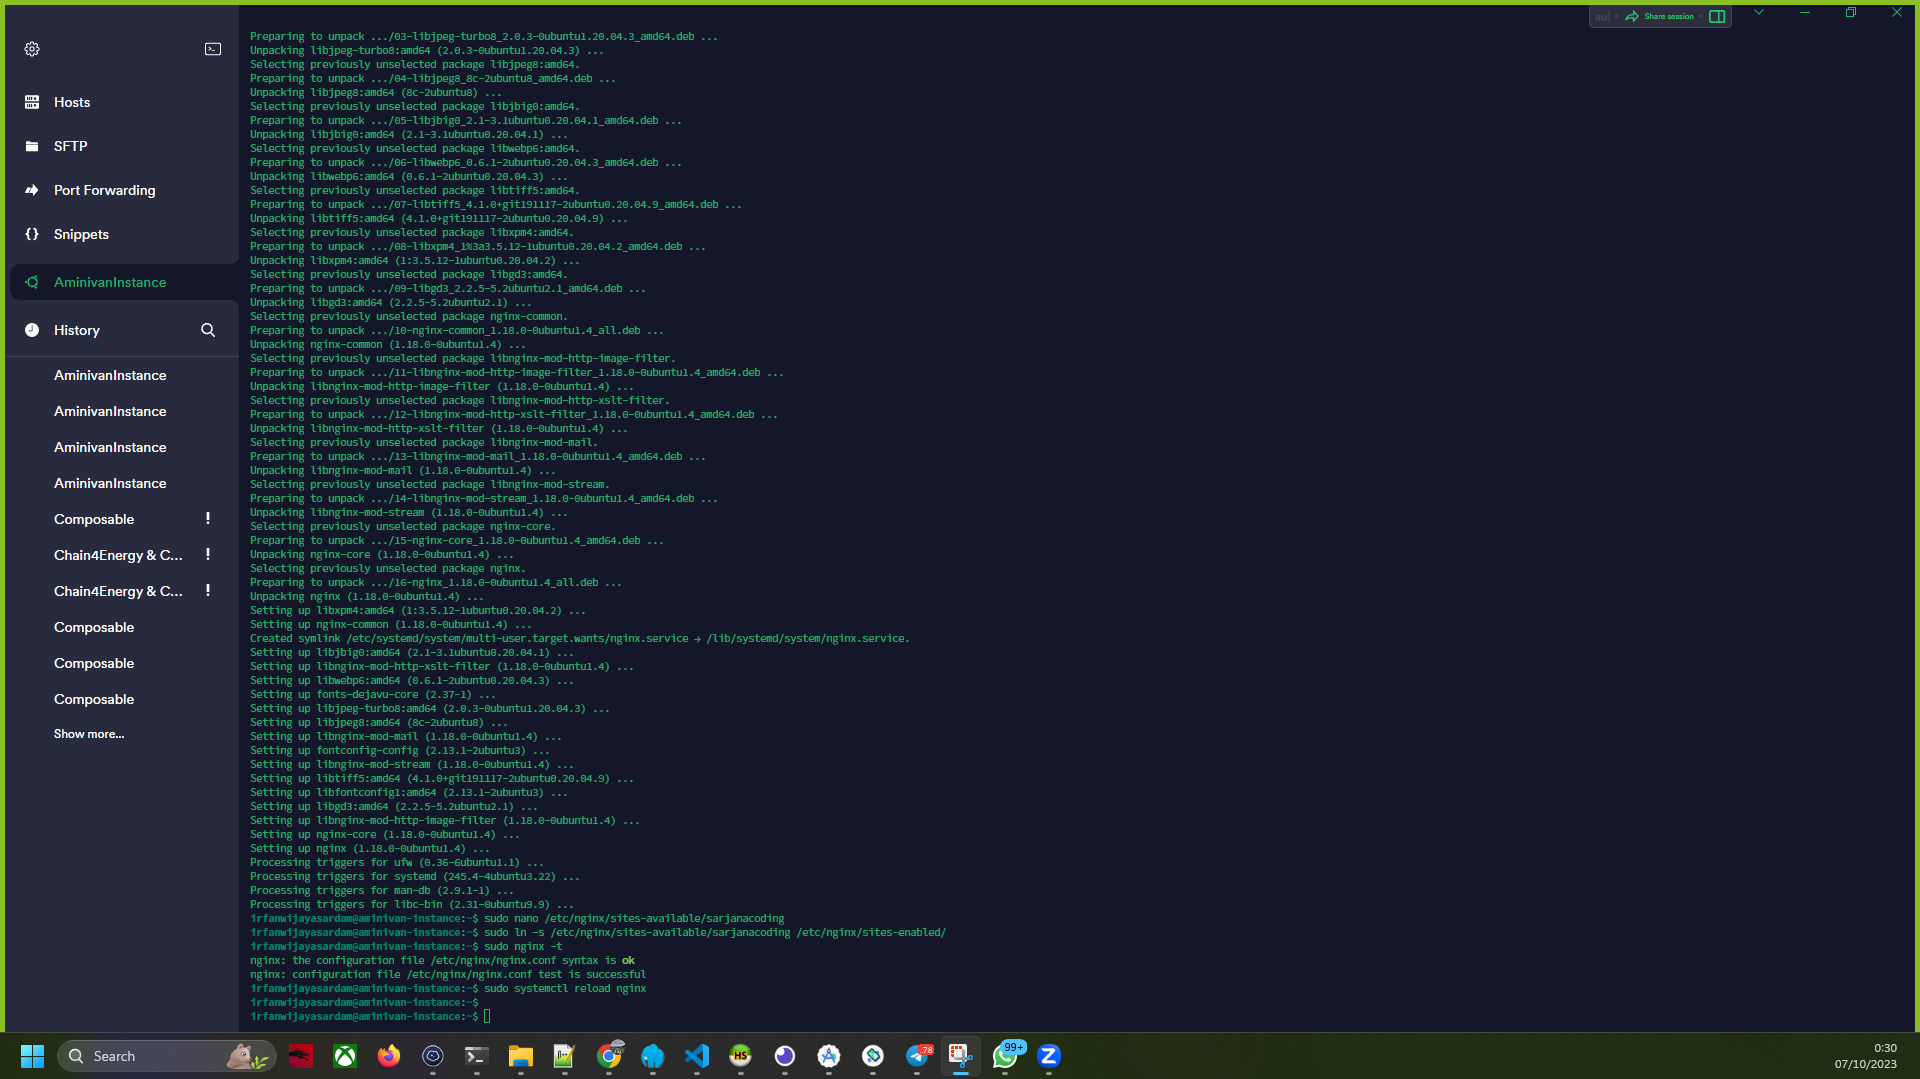 Share session
Hosts
SFTP
Port Forwarding
Snippets
AminivanInstance
History
AminivanInstance
AminivanInstance
AminivanInstance
AminivanInstance
Composable !
Chain4Energy & C... !
Chain4Energy & C... !
Composable
Composable
Composable
Show more...
Preparing to unpack .../03-libjpeg-turbo8_2.0.3-0ubuntu1.20.04.3_amd64.deb ...
Unpacking libjpeg-turbo8:amd64 (2.0.3-0ubuntu1.20.04.3) ...
Selecting previously unselected package libjpeg8:amd64.
Preparing to unpack .../04-libjpeg8_8c-2ubuntu8_amd64.deb ...
Unpacking libjpeg8:amd64 (8c-2ubuntu8) ...
Selecting previously unselected package libjbig0:amd64.
Preparing to unpack .../05-libjbig0_2.1-3.1ubuntu0.20.04.1_amd64.deb ...
Unpacking libjbig0:amd64 (2.1-3.1ubuntu0.20.04.1) ...
Selecting previously unselected package libwebp6:amd64.
Preparing to unpack .../06-libwebp6_0.6.1-2ubuntu0.20.04.3_amd64.deb ...
Unpacking libwebp6:amd64 (0.6.1-2ubuntu0.20.04.3) ...
Selecting previously unselected package libtiff5:amd64.
Preparing to unpack .../07-libtiff5_4.1.0+git191117-2ubuntu0.20.04.9_amd64.deb ...
Unpacking libtiff5:amd64 (4.1.0+git191117-2ubuntu0.20.04.9) ...
Selecting previously unselected package libxpm4:amd64.
Preparing to unpack .../08-libxpm4_1%3a3.5.12-1ubuntu0.20.04.2_amd64.deb ...
Unpacking libxpm4:amd64 (1:3.5.12-1ubuntu0.20.04.2) ...
Selecting previously unselected package libgd3:amd64.
Preparing to unpack .../09-libgd3_2.2.5-5.2ubuntu2.1_amd64.deb ...
Unpacking libgd3:amd64 (2.2.5-5.2ubuntu2.1) ...
Selecting previously unselected package nginx-common.
Preparing to unpack .../10-nginx-common_1.18.0-0ubuntu1.4_all.deb ...
Unpacking nginx-common (1.18.0-0ubuntu1.4) ...
Selecting previously unselected package libnginx-mod-http-image-filter.
Preparing to unpack .../11-libnginx-mod-http-image-filter_1.18.0-0ubuntu1.4_amd64.deb ...
Unpacking libnginx-mod-http-image-filter (1.18.0-0ubuntu1.4) ...
Selecting previously unselected package libnginx-mod-http-xslt-filter.
Preparing to unpack .../12-libnginx-mod-http-xslt-filter_1.18.0-0ubuntu1.4_amd64.deb ...
Unpacking libnginx-mod-http-xslt-filter (1.18.0-0ubuntu1.4) ...
Selecting previously unselected package libnginx-mod-mail.
Preparing to unpack .../13-libnginx-mod-mail_1.18.0-0ubuntu1.4_amd64.deb ...
Unpacking libnginx-mod-mail (1.18.0-0ubuntu1.4) ...
Selecting previously unselected package libnginx-mod-stream.
Preparing to unpack .../14-libnginx-mod-stream_1.18.0-0ubuntu1.4_amd64.deb ...
Unpacking libnginx-mod-stream (1.18.0-0ubuntu1.4) ...
Selecting previously unselected package nginx-core.
Preparing to unpack .../15-nginx-core_1.18.0-0ubuntu1.4_amd64.deb ...
Unpacking nginx-core (1.18.0-0ubuntu1.4) ...
Selecting previously unselected package nginx.
Preparing to unpack .../16-nginx_1.18.0-0ubuntu1.4_all.deb ...
Unpacking nginx (1.18.0-0ubuntu1.4) ...
Setting up libxpm4:amd64 (1:3.5.12-1ubuntu0.20.04.2) ...
Setting up nginx-common (1.18.0-0ubuntu1.4) ...
Created symlink /etc/systemd/system/multi-user.target.wants/nginx.service → /lib/systemd/system/nginx.service.
Setting up libjbig0:amd64 (2.1-3.1ubuntu0.20.04.1) ...
Setting up libnginx-mod-http-xslt-filter (1.18.0-0ubuntu1.4) ...
Setting up libwebp6:amd64 (0.6.1-2ubuntu0.20.04.3) ...
Setting up fonts-dejavu-core (2.37-1) ...
Setting up libjpeg-turbo8:amd64 (2.0.3-0ubuntu1.20.04.3) ...
Setting up libjpeg8:amd64 (8c-2ubuntu8) ...
Setting up libnginx-mod-mail (1.18.0-0ubuntu1.4) ...
Setting up fontconfig-config (2.13.1-2ubuntu3) ...
Setting up libnginx-mod-stream (1.18.0-0ubuntu1.4) ...
Setting up libtiff5:amd64 (4.1.0+git191117-2ubuntu0.20.04.9) ...
Setting up libfontconfig1:amd64 (2.13.1-2ubuntu3) ...
Setting up libgd3:amd64 (2.2.5-5.2ubuntu2.1) ...
Setting up libnginx-mod-http-image-filter (1.18.0-0ubuntu1.4) ...
Setting up nginx-core (1.18.0-0ubuntu1.4) ...
Setting up nginx (1.18.0-0ubuntu1.4) ...
Processing triggers for ufw (0.36-6ubuntu1.1) ...
Processing triggers for systemd (245.4-4ubuntu3.22) ...
Processing triggers for man-db (2.9.1-1) ...
Processing triggers for libc-bin (2.31-0ubuntu9.9) ...
irfanwijayasardam@aminivan-instance:~$ sudo nano /etc/nginx/sites-available/sarjanacoding
irfanwijayasardam@aminivan-instance:~$ sudo ln -s /etc/nginx/sites-available/sarjanacoding /etc/nginx/sites-enabled/
irfanwijayasardam@aminivan-instance:~$ sudo nginx -t
nginx: the configuration file /etc/nginx/nginx.conf syntax is ok
nginx: configuration file /etc/nginx/nginx.conf test is successful
irfanwijayasardam@aminivan-instance:~$ sudo systemctl reload nginx
irfanwijayasardam@aminivan-instance:~$
irfanwijayasardam@aminivan-instance:~$
Search
HS
78
99+
Z
0:30
07/10/2023